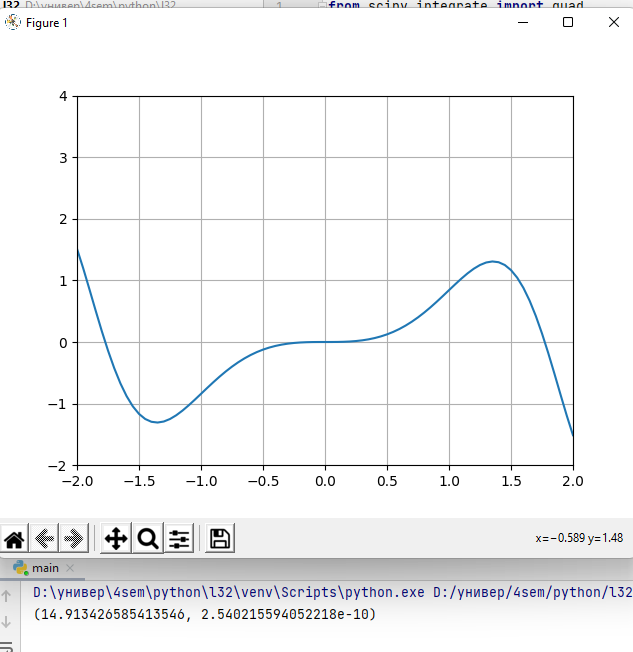 l32 D:\универ\4sem\python\l32 1 from scipy.integrate import quad
Figure 1
4
3
2
1
0
−1
−2
−2.0 −1.5 −1.0 −0.5 0.0 0.5 1.0 1.5 2.0
x=−0.589 y=1.48
main
D:\универ\4sem\python\l32\venv\Scripts\python.exe D:/универ/4sem/python/l32
(14.913426585413546, 2.540215594052218e-10)